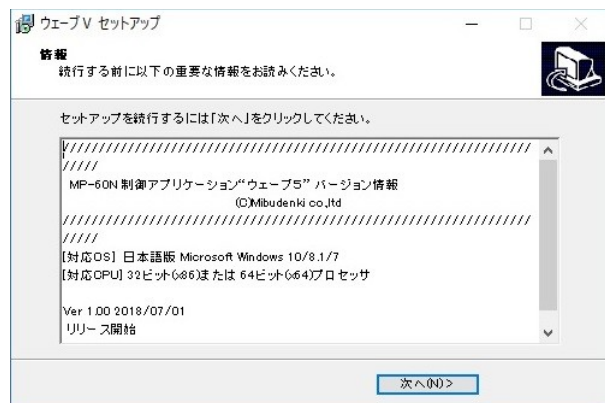 ウェーブV セットアップ
情報
続行する前に以下の重要な情報をお読みください。
セットアップを続行するには「次へ」をクリックしてください。
//////////////////////////////////////////////////////////////////
/////
MP-60N 制御アプリケーション“ウェーブ5” バージョン情報
(C)Mibudenki co,ltd
//////////////////////////////////////////////////////////////////
/////
[対応OS] 日本語版 Microsoft Windows 10/8.1/7
[対応CPU] 32ビット(x86)または 64ビット(x64)プロセッサ
Ver 1.00 2018/07/01
リリース開始
次へ(N)>